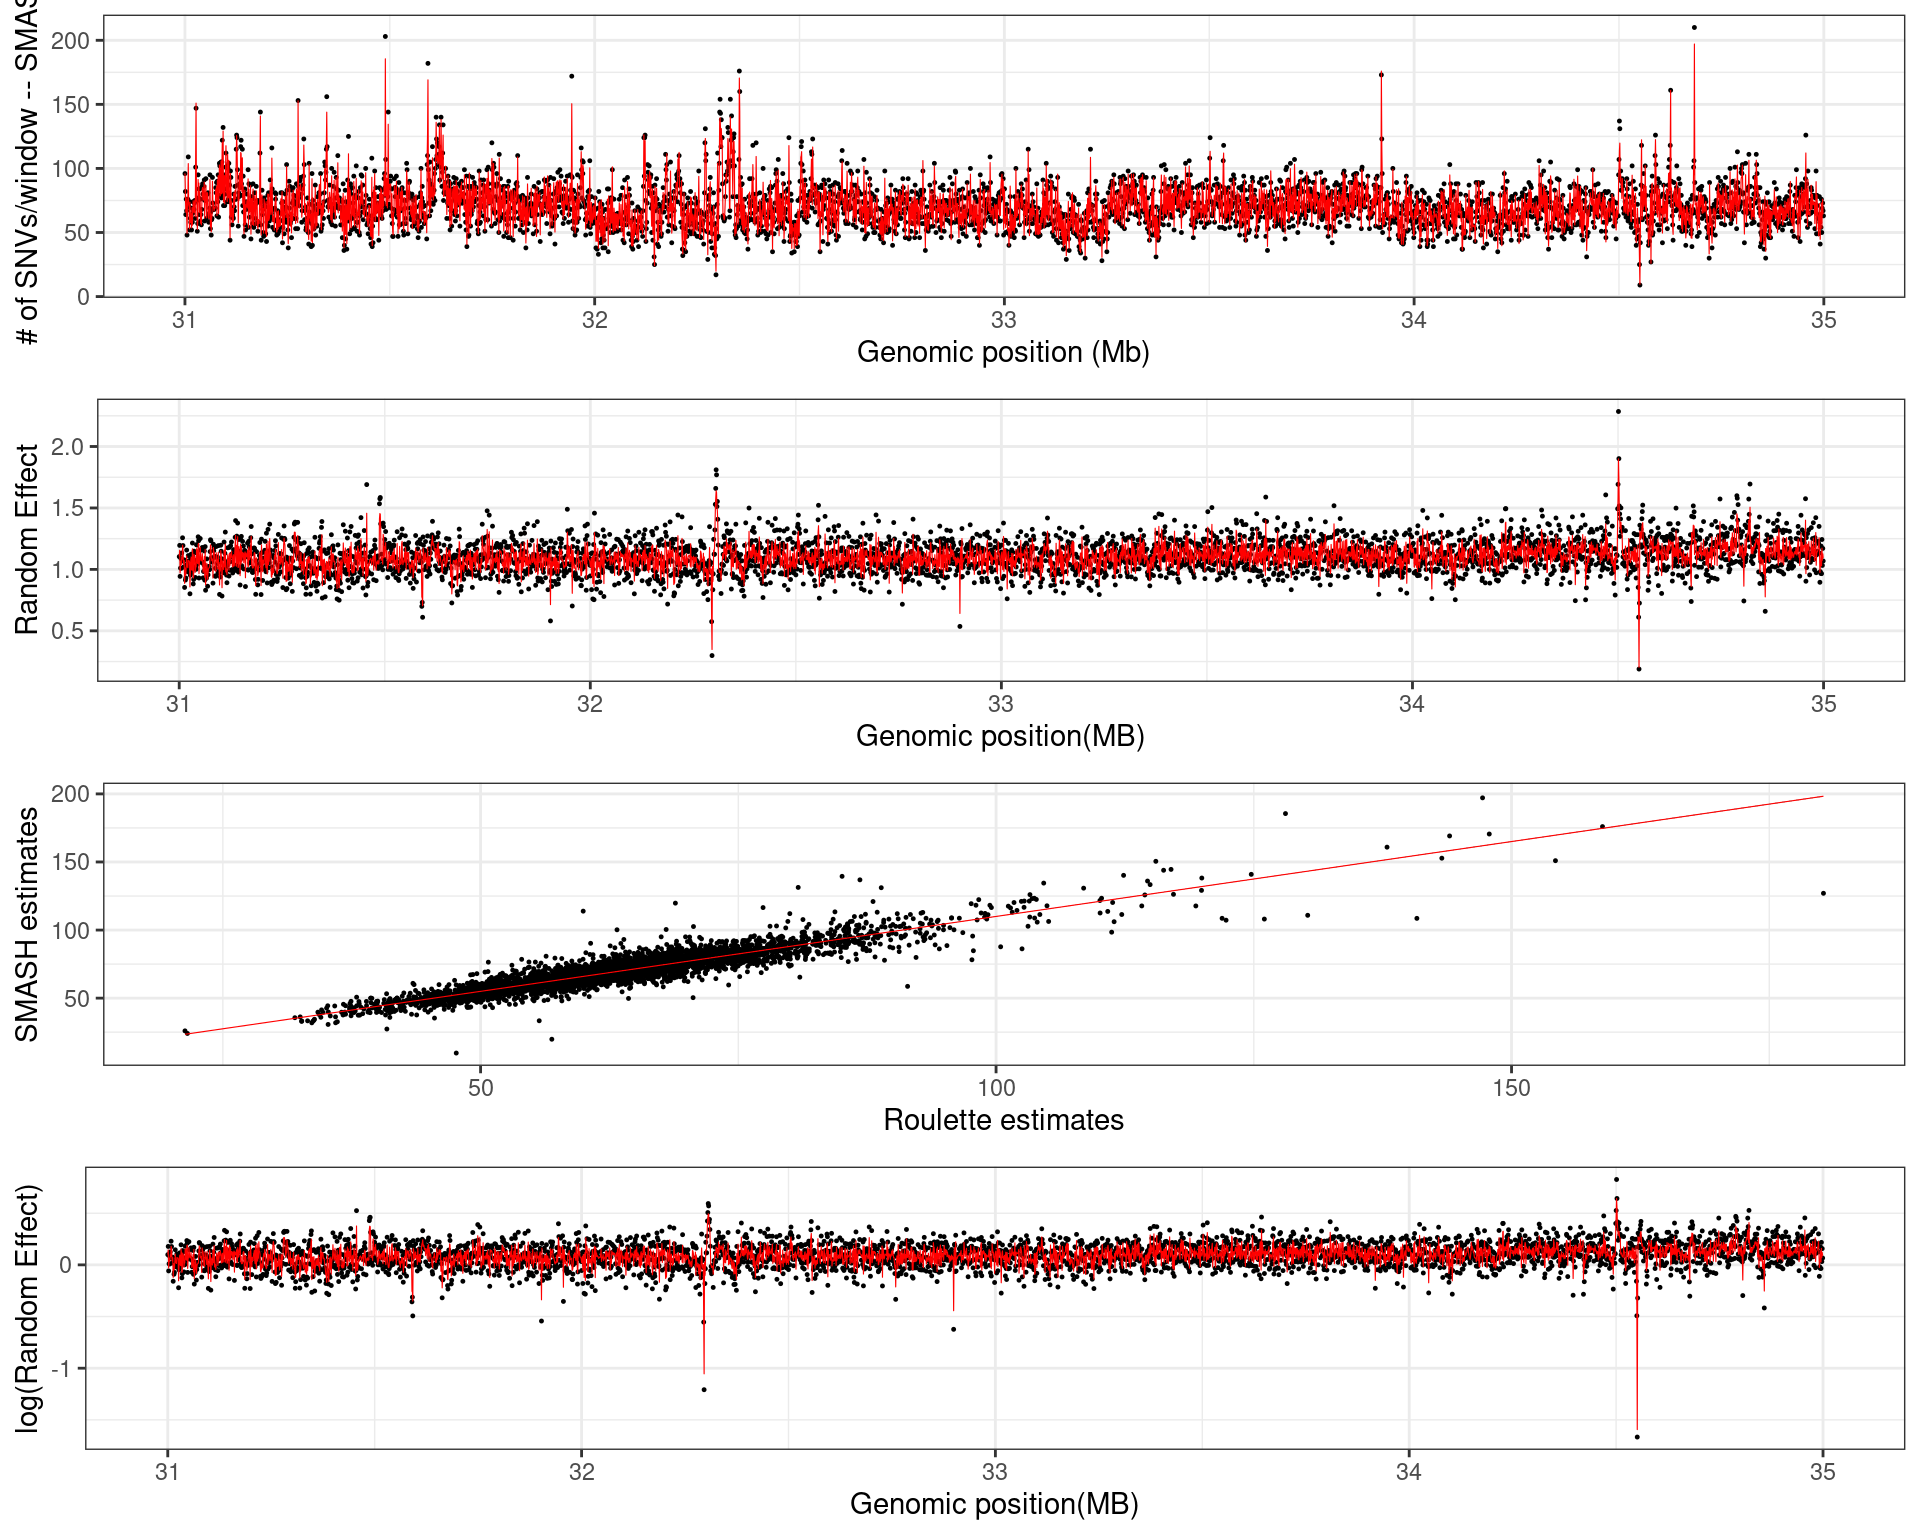 # of SNVs/window -- SMAS
200
150
100
50
0
31 32 33 34 35
Genomic position (Mb)
Random Effect
2.0
1.5
1.0
0.5
31 32 33 34 35
Genomic position(MB)
SMASH estimates
200
150
100
50
50 100 150
Roulette estimates
log(Random Effect)
0
-1
31 32 33 34 35
Genomic position(MB)